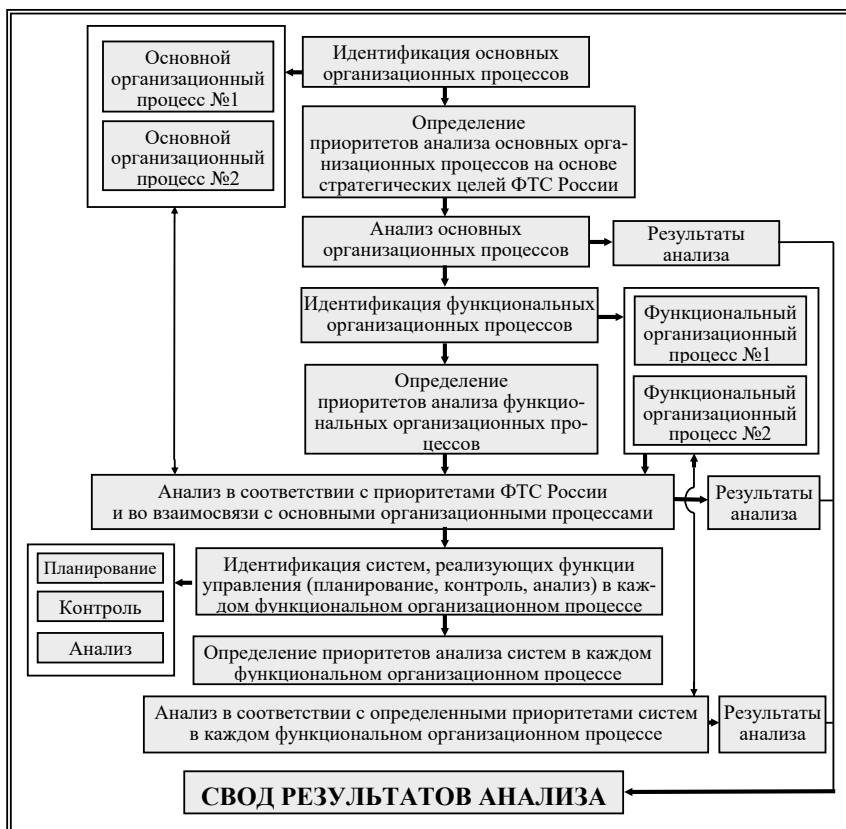 Идентификация основных
организационных процессов
Основной
организационный
процесс №1
Основной
организационный
процесс №2
Определение
приоритетов анализа основных орга-
низационных процессов на основе
стратегических целей ФТС России
Анализ основных
организационных процессов
Результаты
анализа
Идентификация функциональных
организационных процессов
Функциональный
организационный
процесс №1
Функциональный
организационный
процесс №2
Определение
приоритетов анализа функцио-
нальных организационных про-
цессов
Анализ в соответствии с приоритетами ФТС России
и во взаимосвязи с основными организационными процессами
Результаты
анализа
Идентификация систем, реализующих функции
управления (планирование, контроль, анализ) в каж-
дом функциональном организационном процессе
Планирование
Контроль
Анализ
Определение приоритетов анализа систем в каждом
функциональном организационном процессе
Анализ в соответствии с определенными приоритетами систем
в каждом функциональном организационном процессе
Результаты
анализа
СВОД РЕЗУЛЬТАТОВ АНАЛИЗА